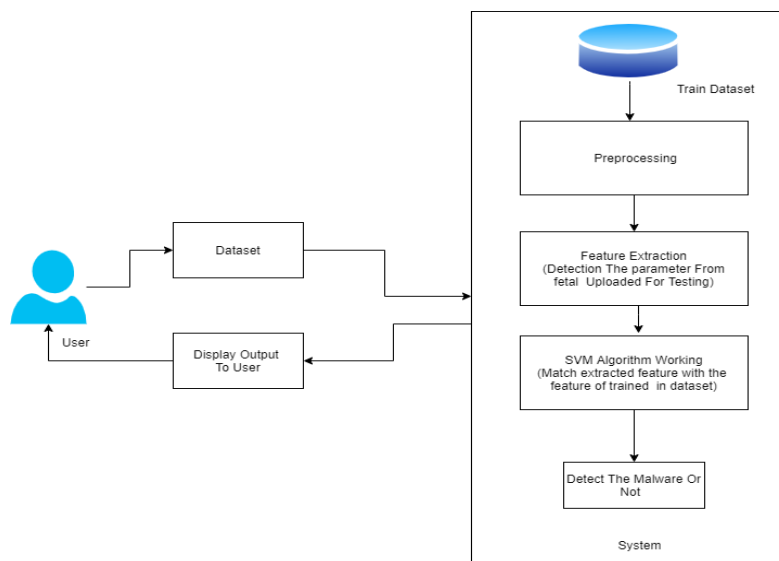 Train Dataset
Preprocessing
Dataset
Feature Extraction
(Detection The parameter From
fetal Uploaded For Testing)
User
Display Output
To User
SVM Algorithm Working
(Match extracted feature with the
feature of trained in dataset)
Detect The Malware Or
Not
System